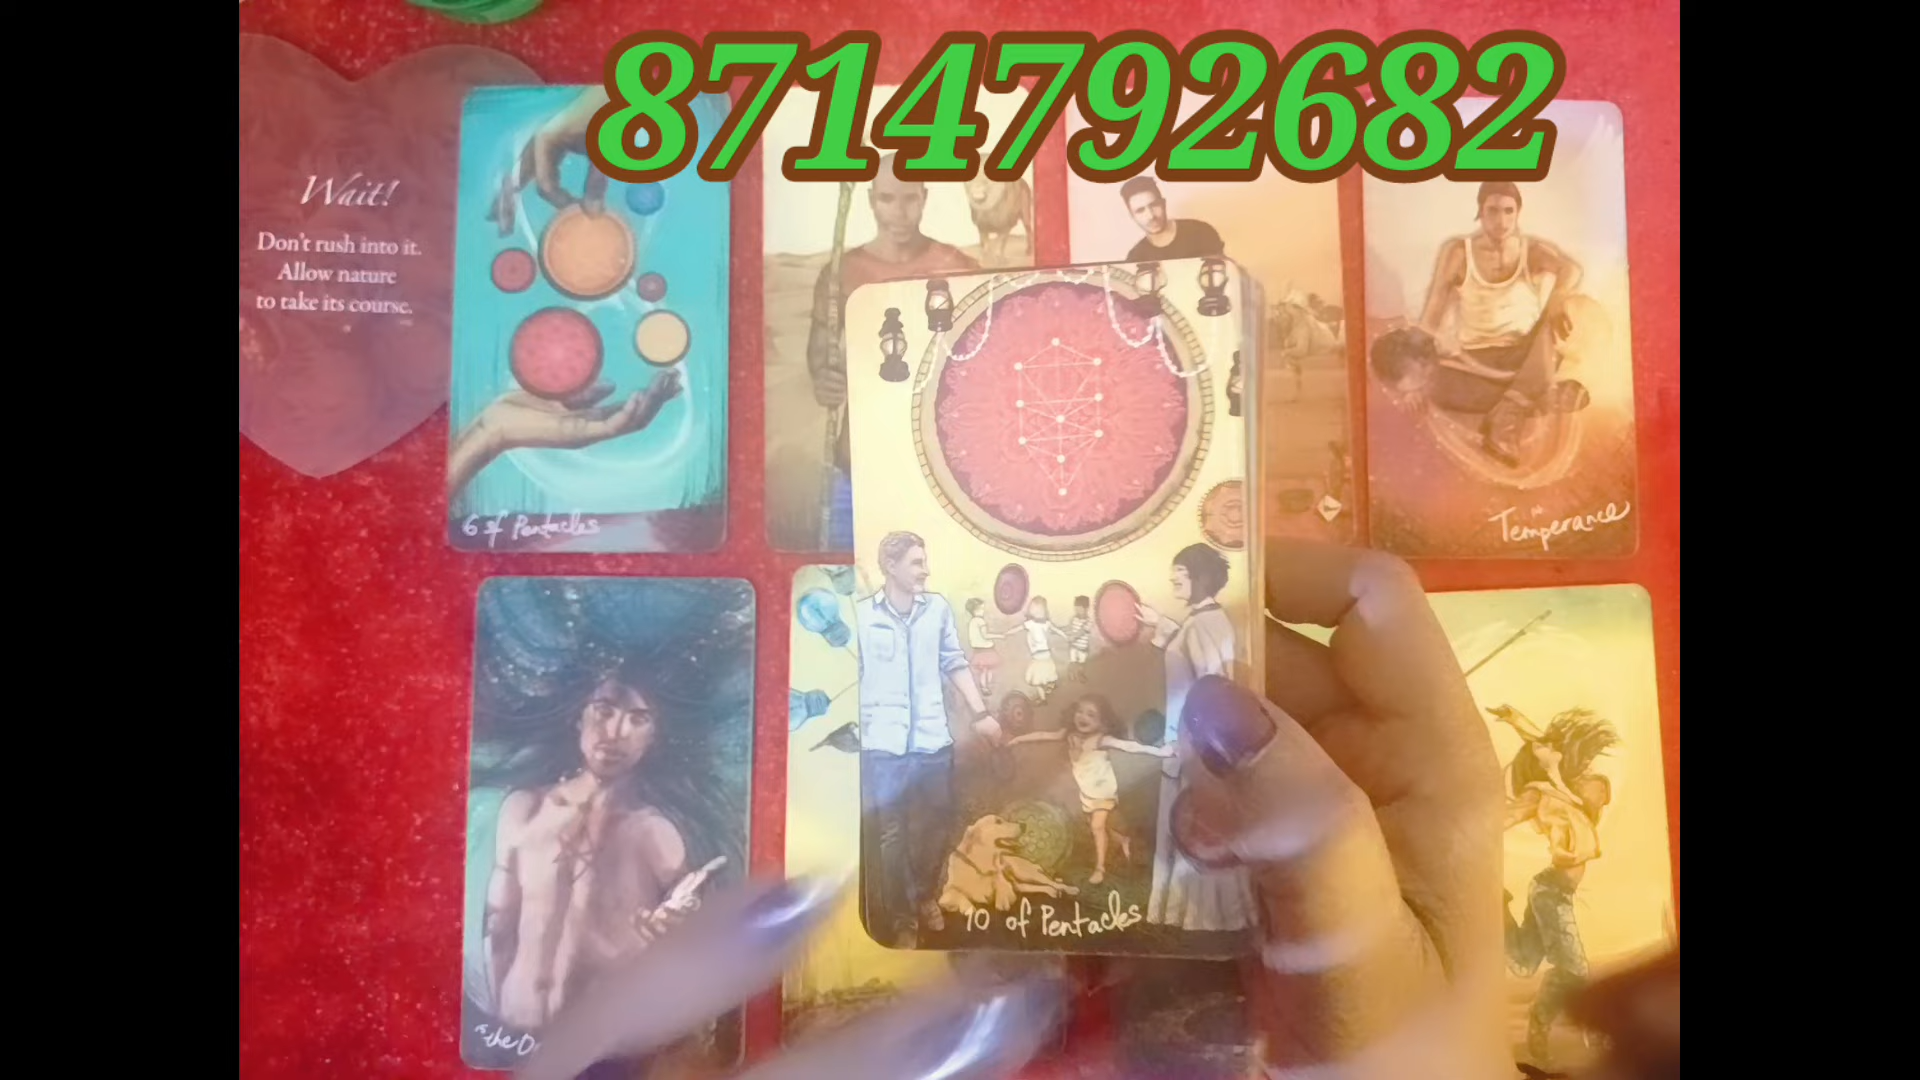 8714792682
Wait!
Don't rush into it.
Allow nature
to take its course.
6 of Pentacles
Temperance
10 of Pentacles
the D